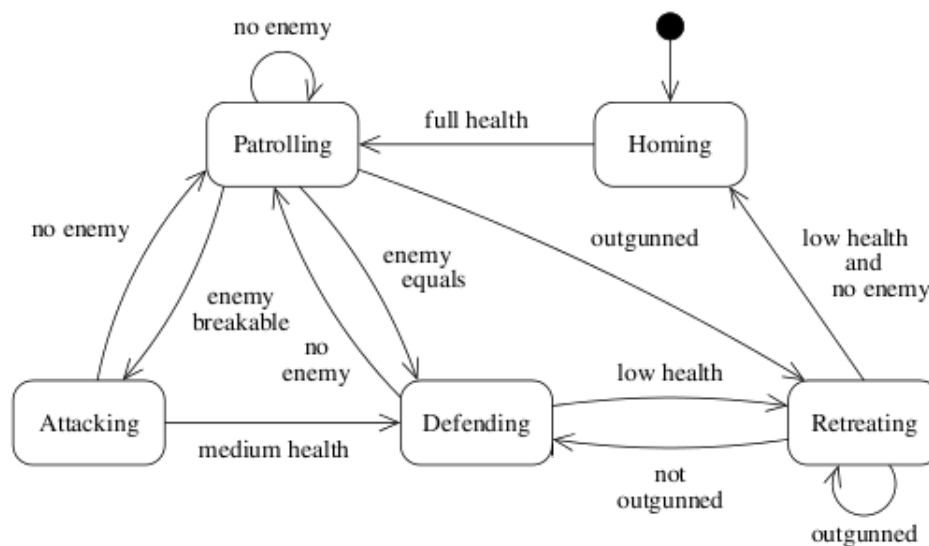 no enemy
full health
Patrolling
Homing
no enemy
outgunned
low health
and
no enemy
enemy
equals
enemy
breakable
no
enemy
low health
Attacking
Defending
Retreating
medium health
not
outgunned
outgunned